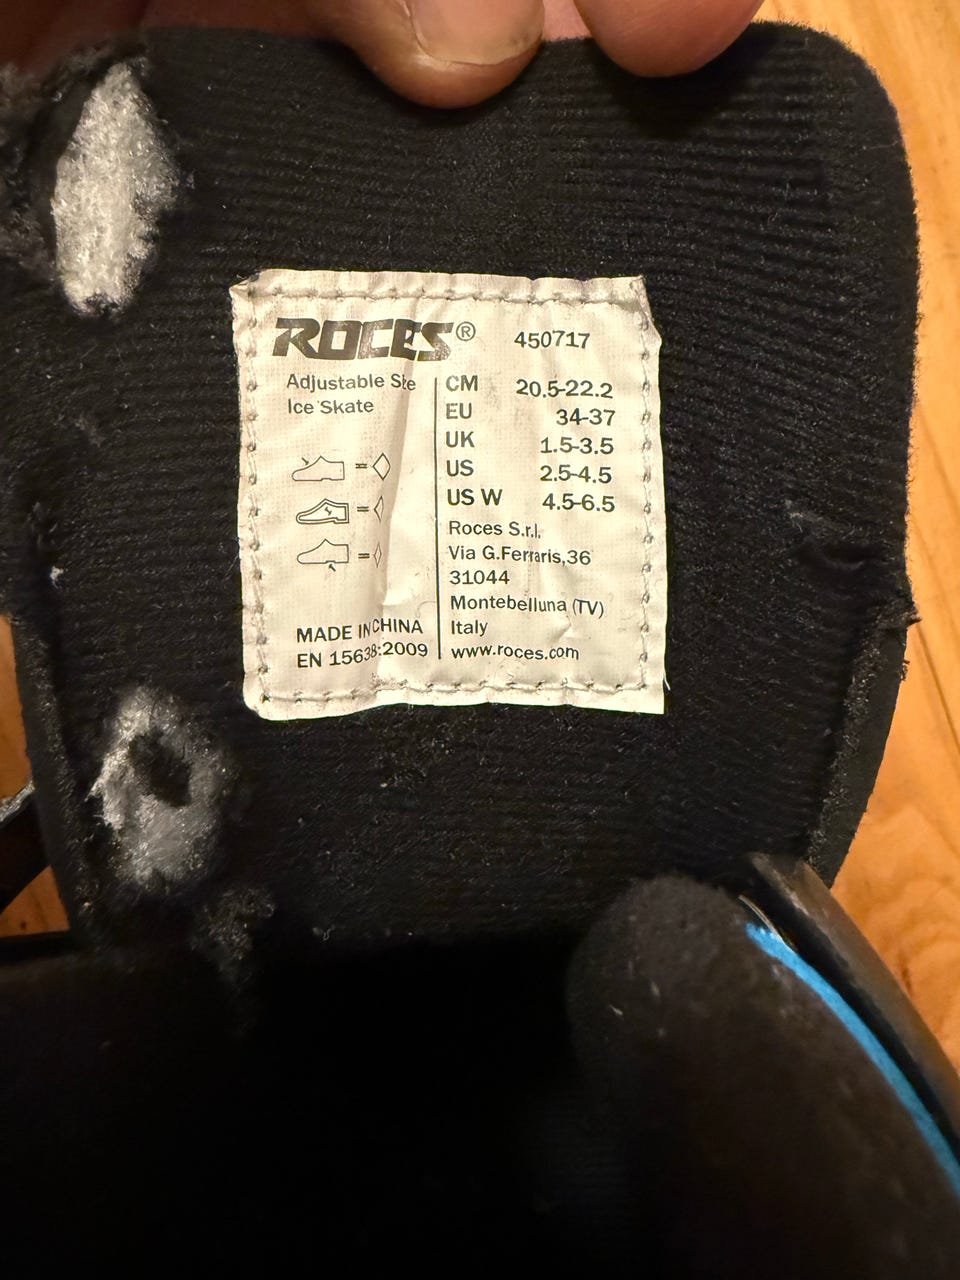 ROCES® 450717
Adjustable Size
Ice Skate
CM 20.5-22.2
EU 34-37
UK 1.5-3.5
US 2.5-4.5
US W 4.5-6.5
=
=
=
Roces S.r.l.
Via G.Ferraris,36
31044
Montebelluna (TV)
Italy
www.roces.com
MADE IN CHINA
EN 15638:2009